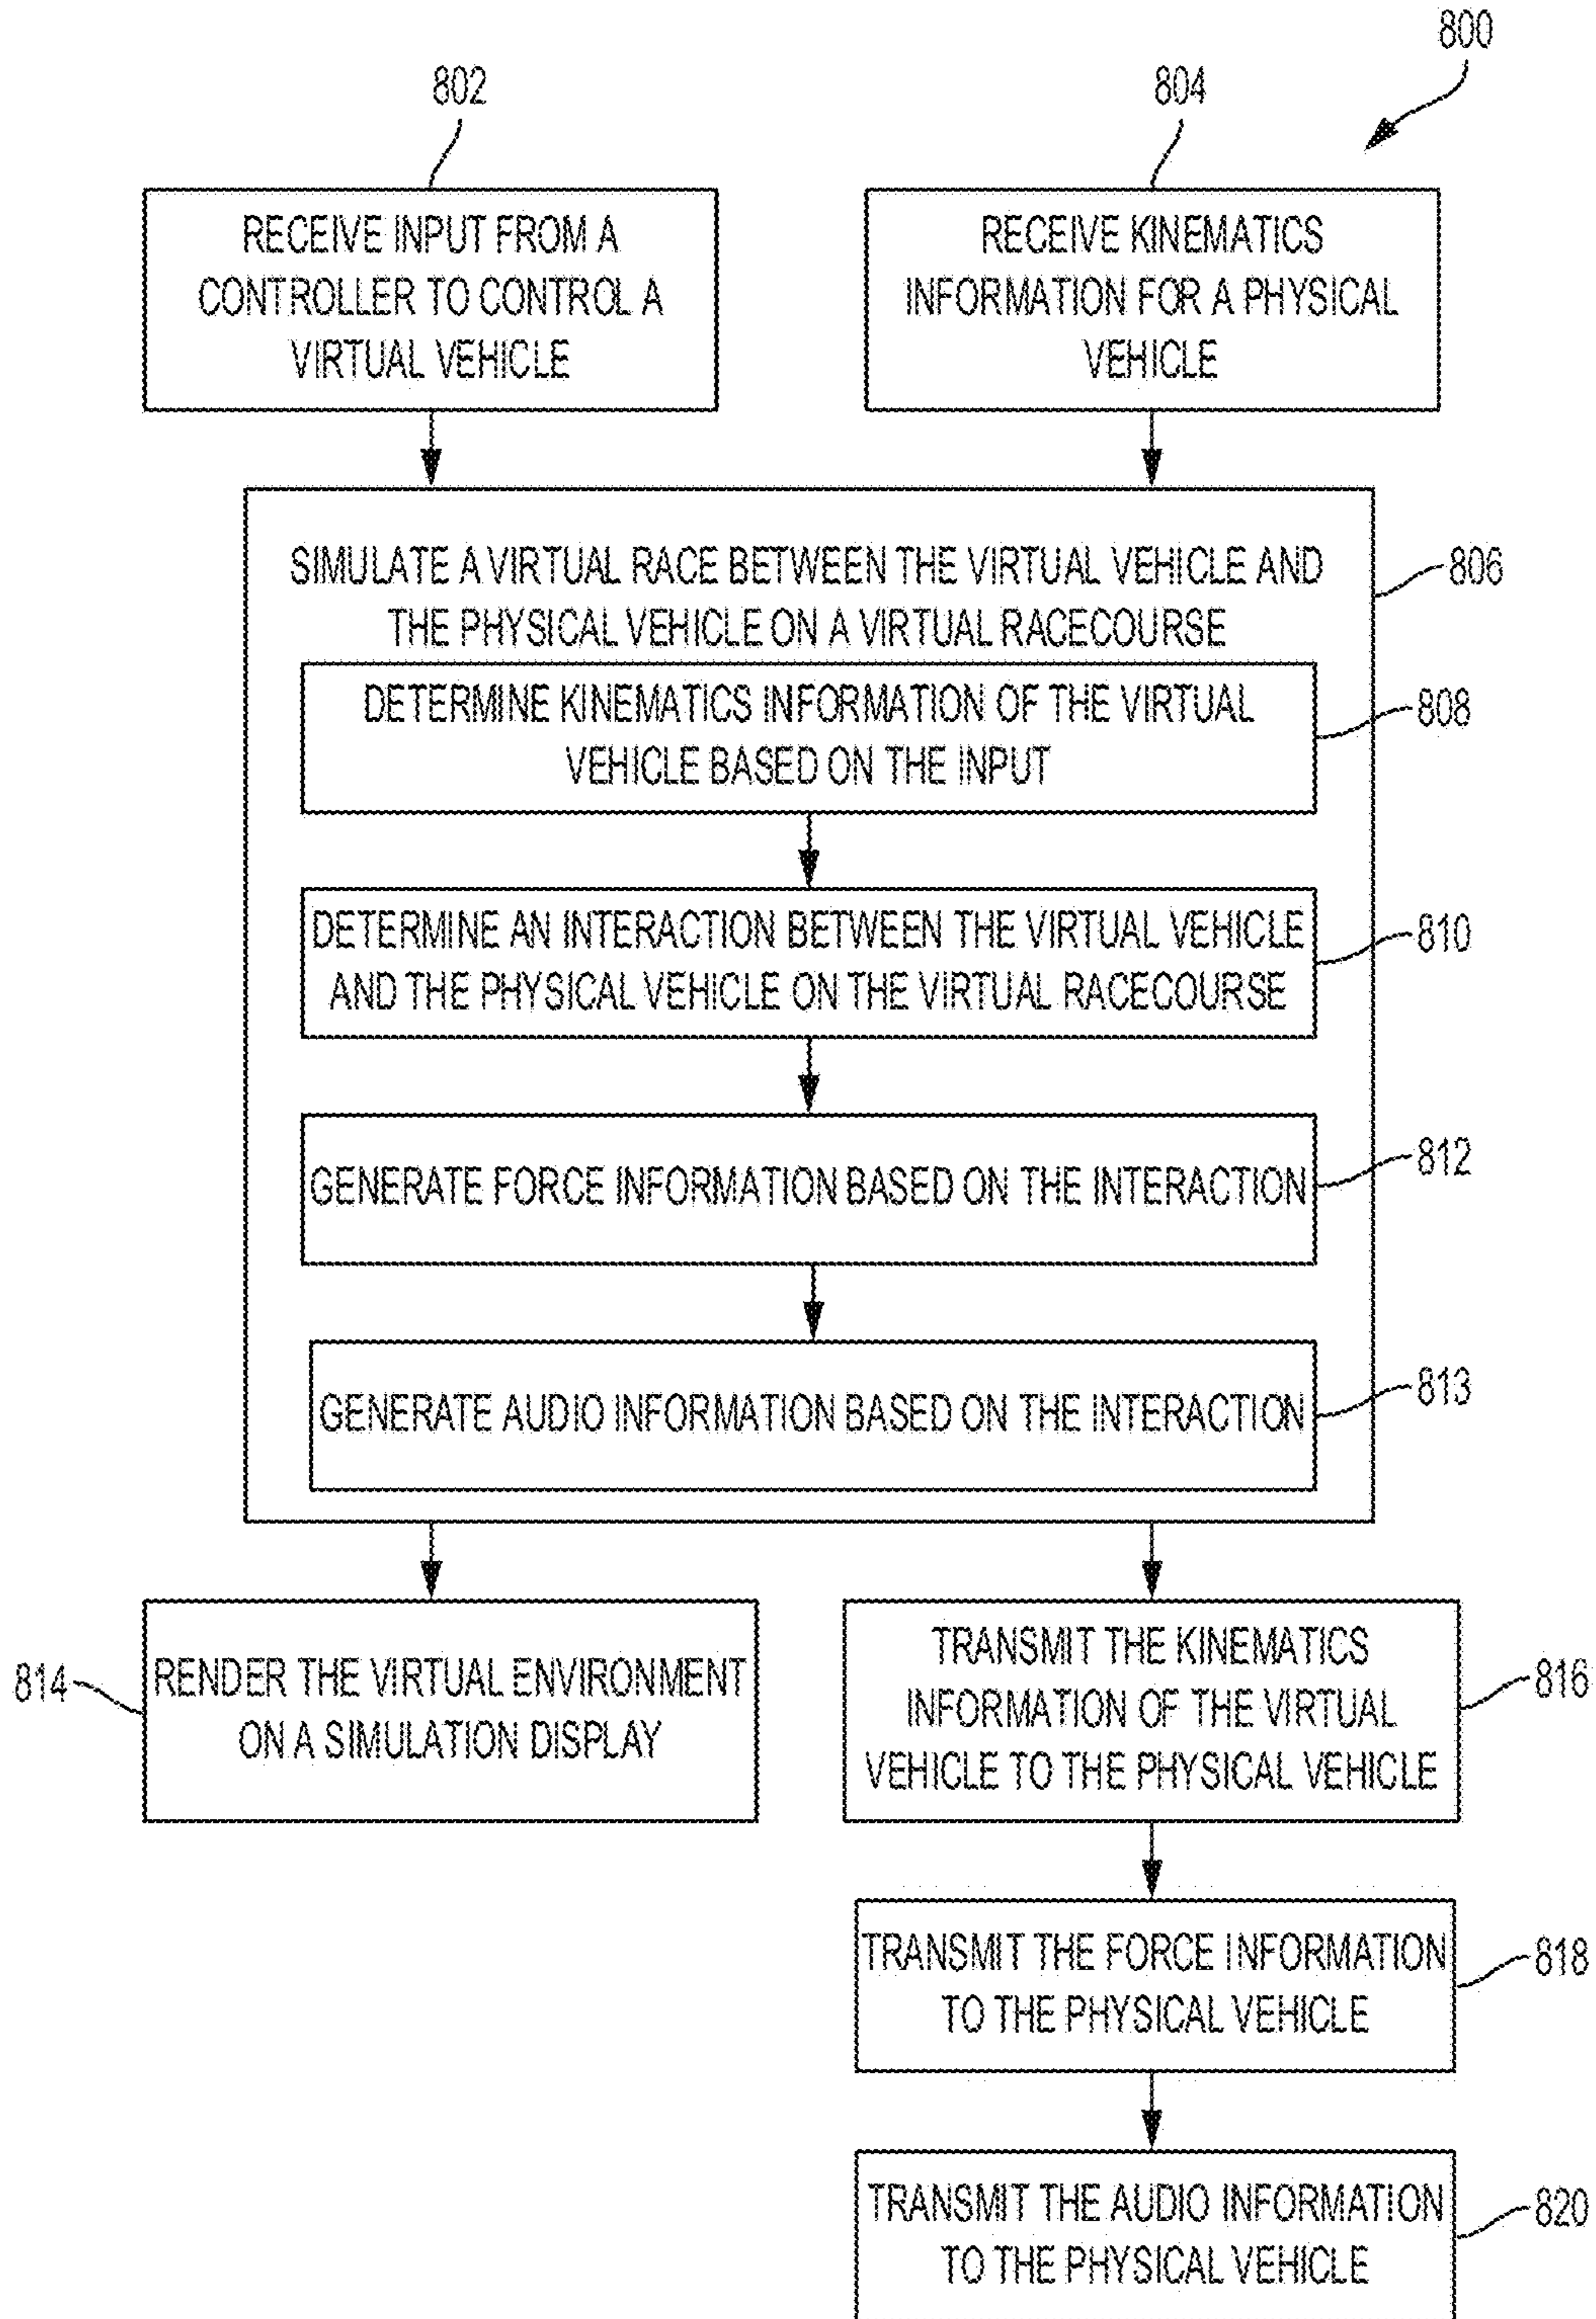 800
802
804
RECEIVE INPUT FROM A
CONTROLLER TO CONTROL A
VIRTUAL VEHICLE
RECEIVE KINEMATICS
INFORMATION FOR A PHYSICAL
VEHICLE
SIMULATE A VIRTUAL RACE BETWEEN THE VIRTUAL VEHICLE AND
THE PHYSICAL VEHICLE ON A VIRTUAL RACECOURSE
806
DETERMINE KINEMATICS INFORMATION OF THE VIRTUAL
VEHICLE BASED ON THE INPUT
808
DETERMINE AN INTERACTION BETWEEN THE VIRTUAL VEHICLE
AND THE PHYSICAL VEHICLE ON THE VIRTUAL RACECOURSE
810
GENERATE FORCE INFORMATION BASED ON THE INTERACTION
812
GENERATE AUDIO INFORMATION BASED ON THE INTERACTION
813
814
RENDER THE VIRTUAL ENVIRONMENT
ON A SIMULATION DISPLAY
TRANSMIT THE KINEMATICS
INFORMATION OF THE VIRTUAL
VEHICLE TO THE PHYSICAL VEHICLE
816
TRANSMIT THE FORCE INFORMATION
TO THE PHYSICAL VEHICLE
818
TRANSMIT THE AUDIO INFORMATION
TO THE PHYSICAL VEHICLE
820